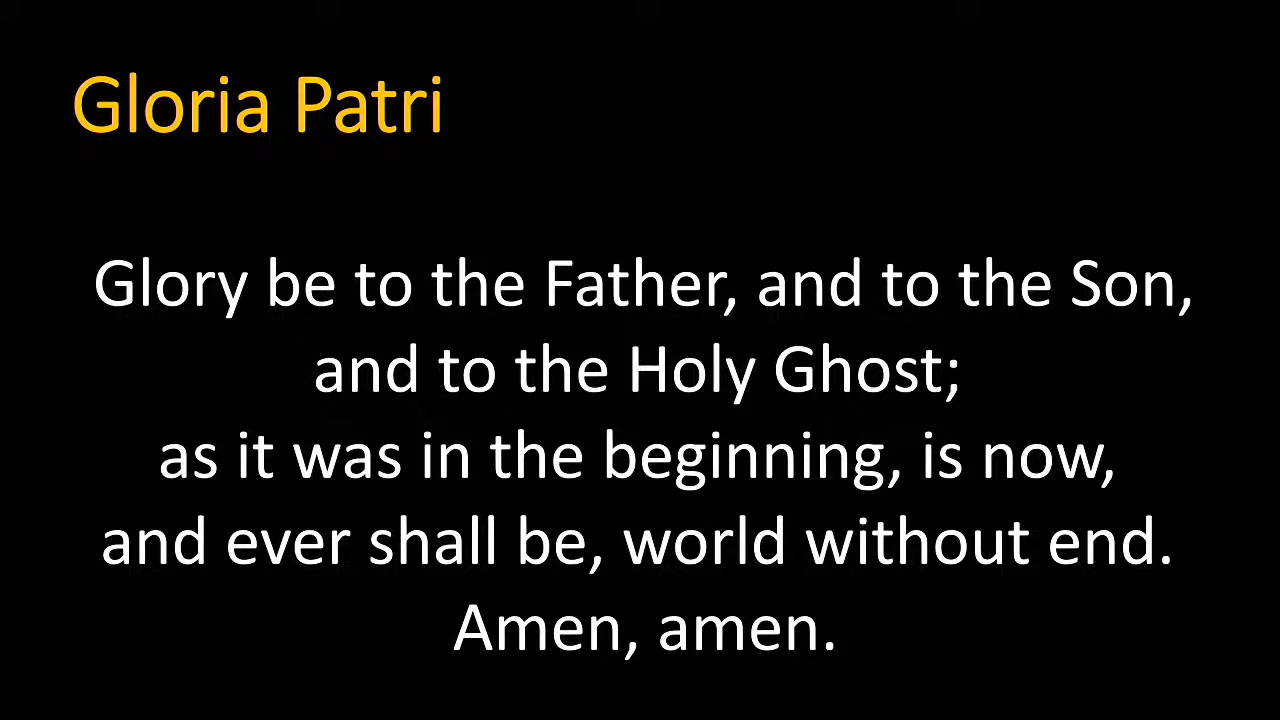 Gloria Patri
Glory be to the Father, and to the Son,
and to the Holy Ghost;
as it was in the beginning, is now,
and ever shall be, world without end.
Amen, amen.